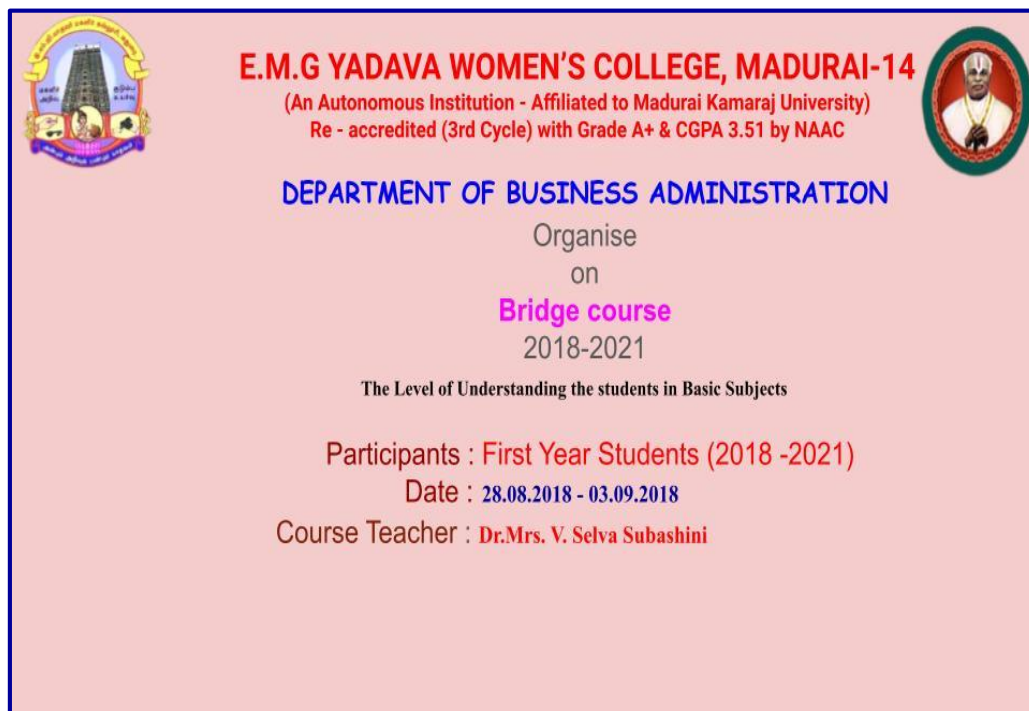 மகளிர்
அறிவு
குடும்ப
உயர்வு
E.M.G YADAVA WOMEN'S COLLEGE, MADURAI-14
(An Autonomous Institution - Affiliated to Madurai Kamaraj University)
Re - accredited (3rd Cycle) with Grade A+ & CGPA 3.51 by NAAC
DEPARTMENT OF BUSINESS ADMINISTRATION
Organise
on
Bridge course
2018-2021
The Level of Understanding the students in Basic Subjects
Participants : First Year Students (2018 -2021)
Date : 28.08.2018 - 03.09.2018
Course Teacher : Dr.Mrs. V. Selva Subashini